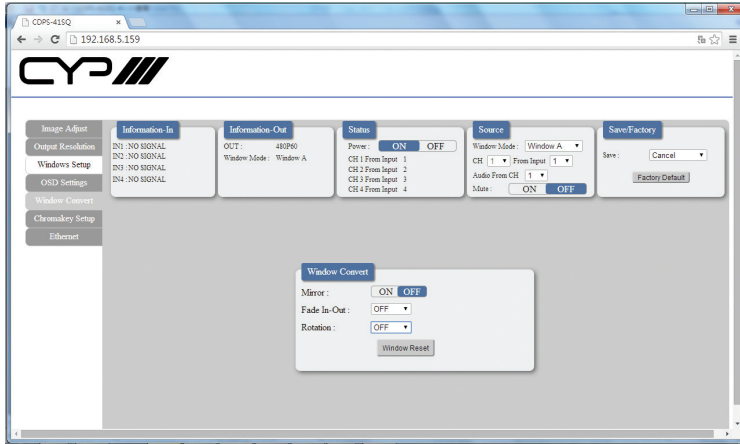 CDPS-41SQ
192.168.5.159
CYP
Image Adjust
Output Resolution
Windows Setup
OSD Settings
Window Convert
Chromakey Setup
Ethernet
Information-In
IN1 : NO SIGNAL
IN2 : NO SIGNAL
IN3 : NO SIGNAL
IN4 : NO SIGNAL
Information-Out
OUT : 480P60
Window Mode : Window A
Status
Power : ON OFF
CH 1 From Input 1
CH 2 From Input 2
CH 3 From Input 3
CH 4 From Input 4
Source
Window Mode : Window A
CH 1 From Input 1
Audio From CH 1
Mute : ON OFF
Save/Factory
Save : Cancel
Factory Default
Window Convert
Mirror : ON OFF
Fade In-Out : OFF
Rotation : OFF
Window Reset